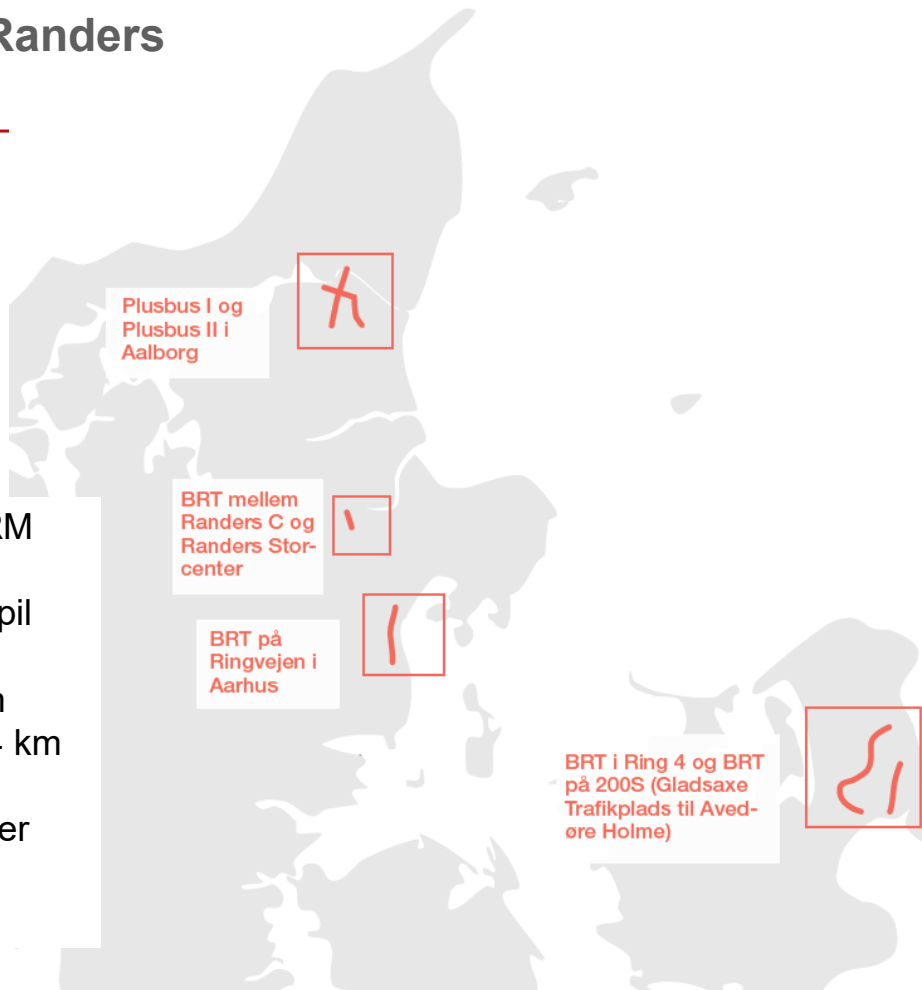 Randers
Plusbus I og
Plusbus II i
Aalborg
BRT mellem
Randers C og
Randers Stor-
center
RM
pil
km
er
BRT på
Ringvejen i
Aarhus
BRT i Ring 4 og BRT
på 200S (Gladsaxe
Trafikplads til Aved-
øre Holme)